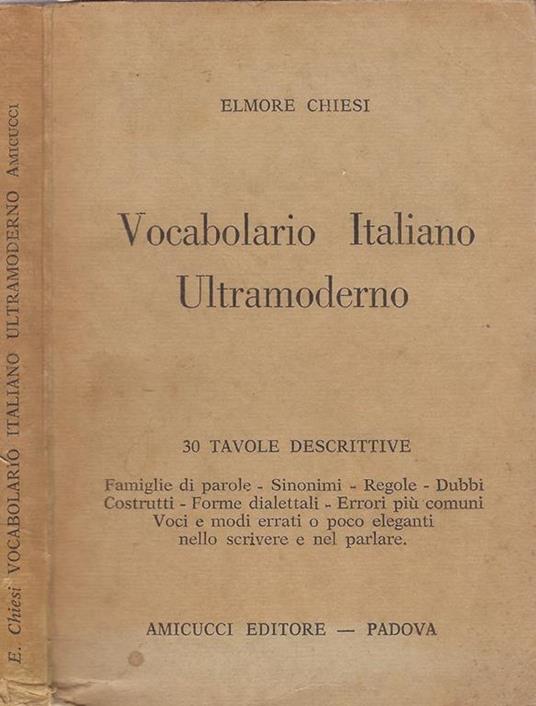 E. Chiesi VOCABOLARIO ITALIANO ULTRAMODERNO AMICUCCI
ELMORE CHIESI
Vocabolario Italiano
Ultramoderno
30 TAVOLE DESCRITTIVE
Famiglie di parole - Sinonimi - Regole - Dubbi
Costrutti - Forme dialettali - Errori più comuni
Voci e modi errati o poco eleganti
nello scrivere e nel parlare.
AMICUCCI EDITORE — PADOVA